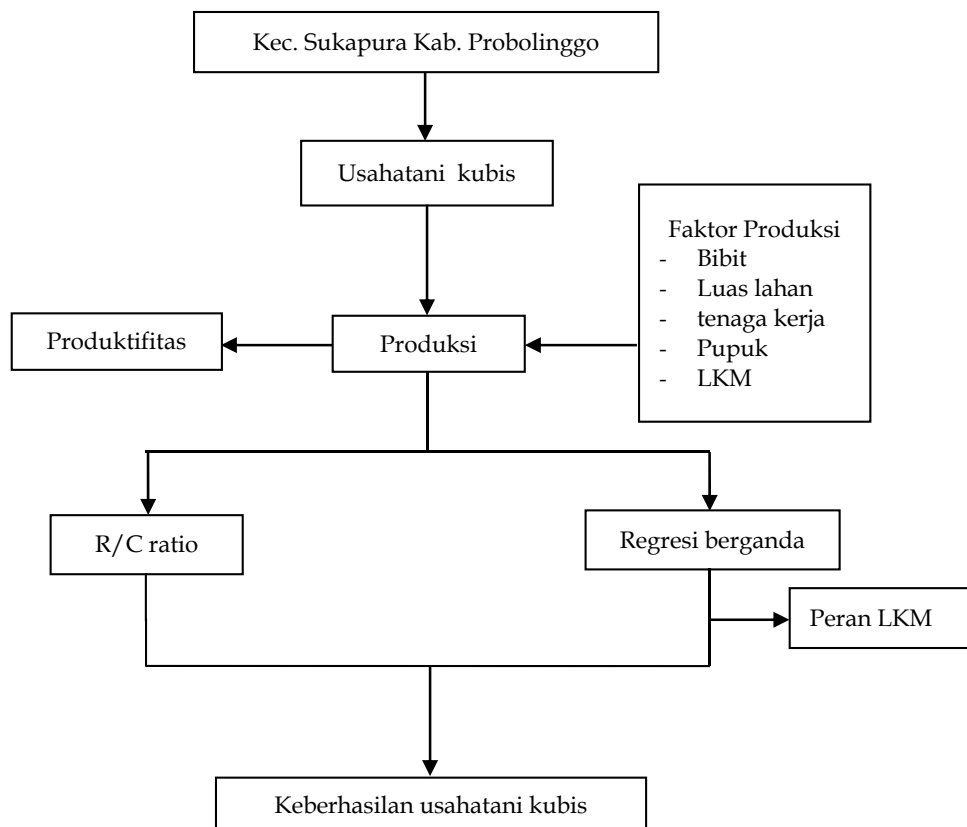 Kec. Sukapura Kab. Probolinggo
Usahatani kubis
Faktor Produksi
- Bibit
- Luas lahan
- tenaga kerja
- Pupuk
- LKM
Produktifitas
Produksi
R/C ratio
Regresi berganda
Peran LKM
Keberhasilan usahatani kubis